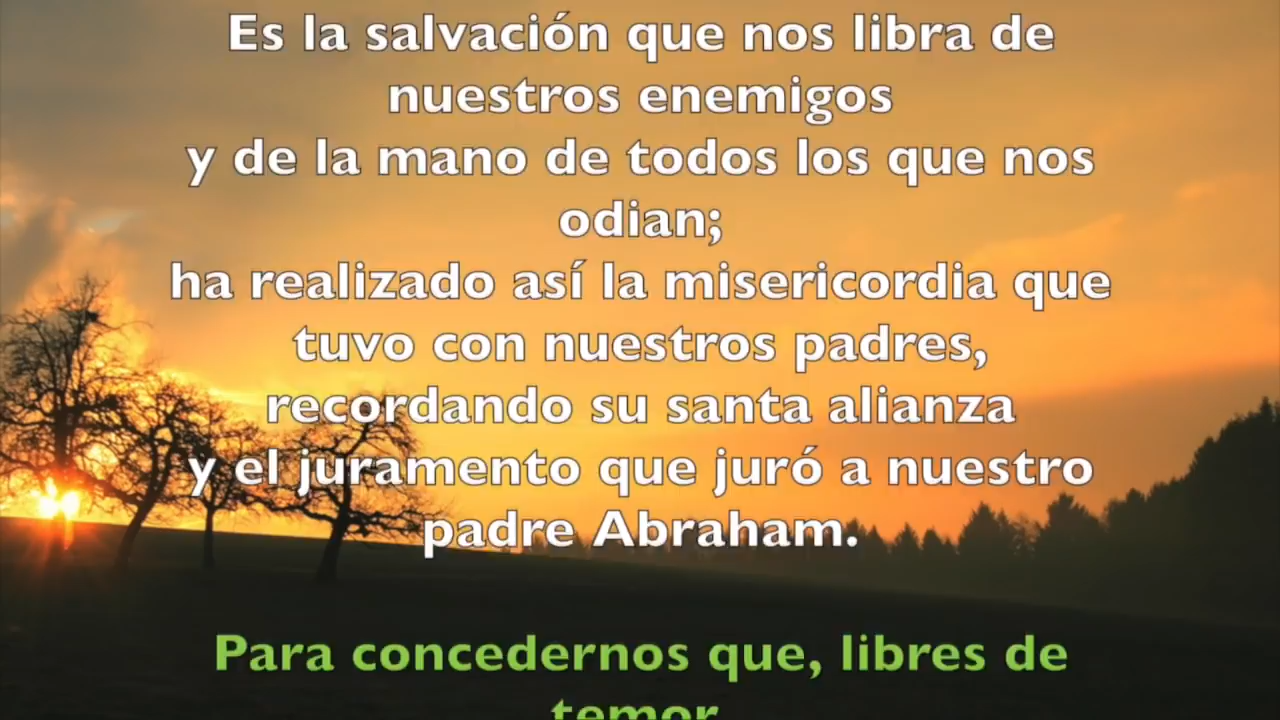 Es la salvación que nos libra de
nuestros enemigos
y de la mano de todos los que nos
odian;
ha realizado así la misericordia que
tuvo con nuestros padres,
recordando su santa alianza
y el juramento que juró a nuestro
padre Abraham.
Para concedernos que, libres de
temor